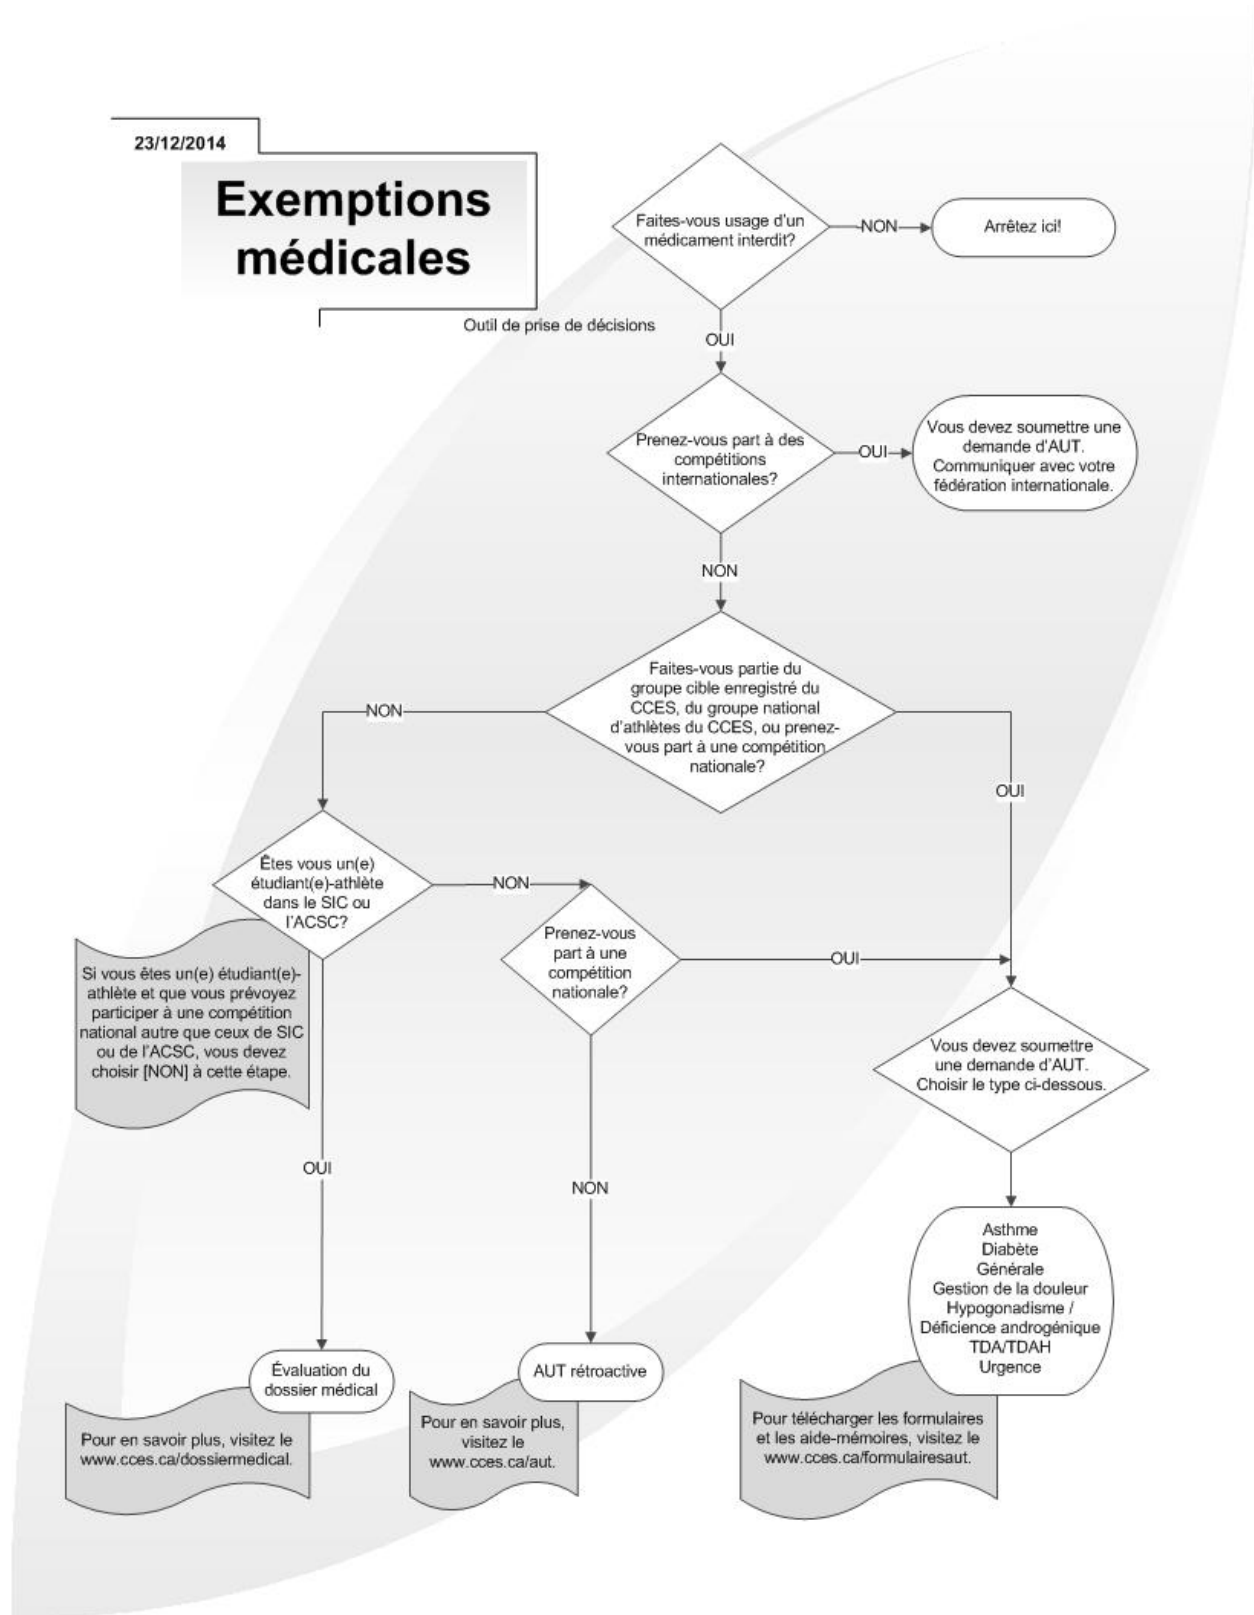 23/12/2014
Exemptions
médicales
Outil de prise de décisions
Faites-vous usage d'un
médicament interdit?
NON
Arrêtez ici!
OUI
Prenez-vous part à des
compétitions
internationales?
OUI
Vous devez soumettre une
demande d'AUT.
Communiquer avec votre
fédération internationale.
NON
Faites-vous partie du
groupe cible enregistré du
CCES, du groupe national
d'athlètes du CCES, ou prenez-
vous part à une compétition
nationale?
NON
OUI
Êtes vous un(e)
étudiant(e)-athlète
dans le SIC ou
l'ACSC?
NON
Prenez-vous
part à une
compétition
nationale?
OUI
Si vous êtes un(e) étudiant(e)-
athlète et que vous prévoyez
participer à une compétition
national autre que ceux de SIC
ou de l'ACSC, vous devez
choisir [NON] à cette étape.
Vous devez soumettre
une demande d'AUT.
Choisir le type ci-dessous.
OUI
NON
Asthme
Diabète
Générale
Gestion de la douleur
Hypogonadisme /
Déficience androgénique
TDA/TDAH
Urgence
Évaluation du
dossier médical
AUT rétroactive
Pour en savoir plus, visitez le
www.cces.ca/dossiermedical.
Pour en savoir plus,
visitez le
www.cces.ca/aut.
Pour télécharger les formulaires
et les aide-mémoires, visitez le
www.cces.ca/formulairesaut.